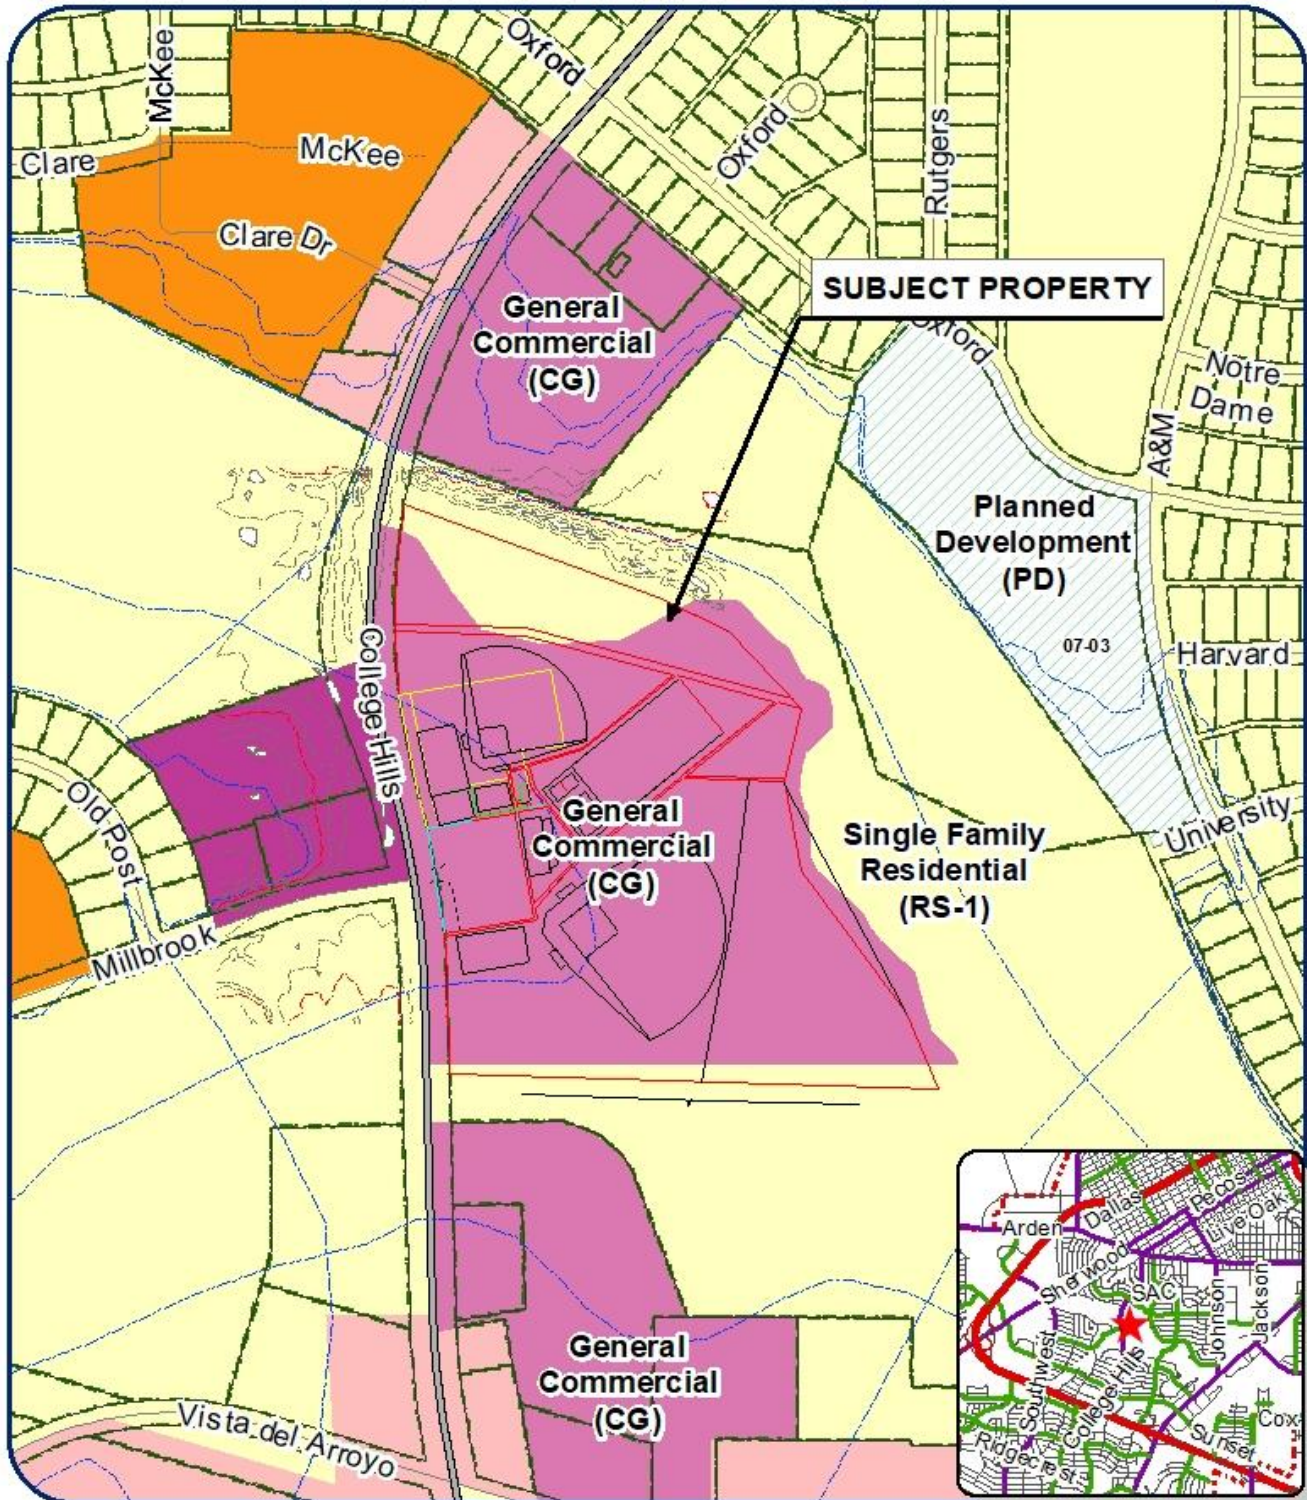 McKee
Oxford
Clare
McKee
Oxford
Rutgers
Clare Dr
SUBJECT PROPERTY
General
Commercial
(CG)
Oxford
Notre
Dame
A&M
Planned
Development
(PD)
07-03
Harvard
College Hills
Old Post
General
Commercial
(CG)
Single Family
Residential
(RS-1)
University
Millbrook
General
Commercial
(CG)
Vista del Arroyo
Dallas
Pecos
Live Oak
Arden
Sherwood
SAC
Johnson
Jackson
Southwest
College Hills
Cox
Sunset
Ridgecrest